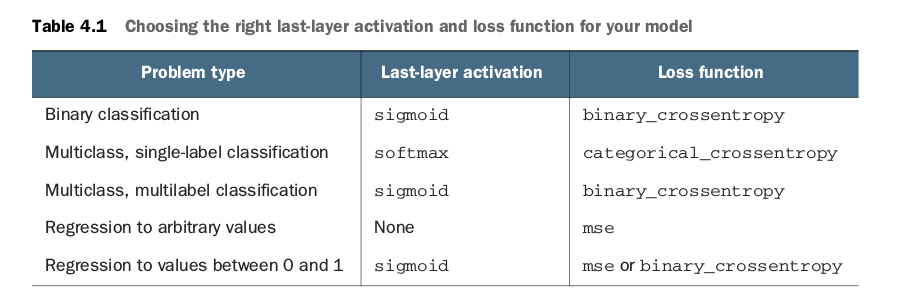 Table 4.1 Choosing the right last-layer activation and loss function for your model
Problem type Last-layer activation Loss function
Binary classification sigmoid binary_crossentropy
Multiclass, single-label classification softmax categorical_crossentropy
Multiclass, multilabel classification sigmoid binary_crossentropy
Regression to arbitrary values None mse
Regression to values between 0 and 1 sigmoid mse or binary_crossentropy